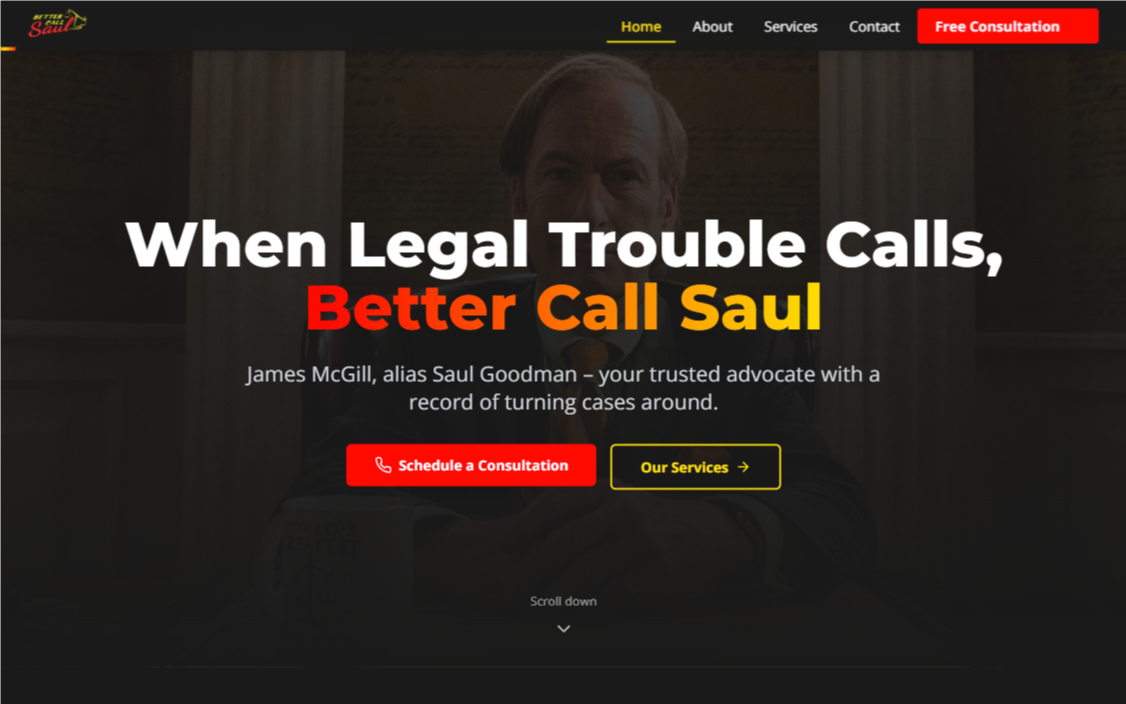 BETTER
CALL
Saul
Home About Services Contact Free Consultation
When Legal Trouble Calls,
Better Call Saul
James McGill, alias Saul Goodman – your trusted advocate with a
record of turning cases around.
Schedule a Consultation Our Services →
Scroll down